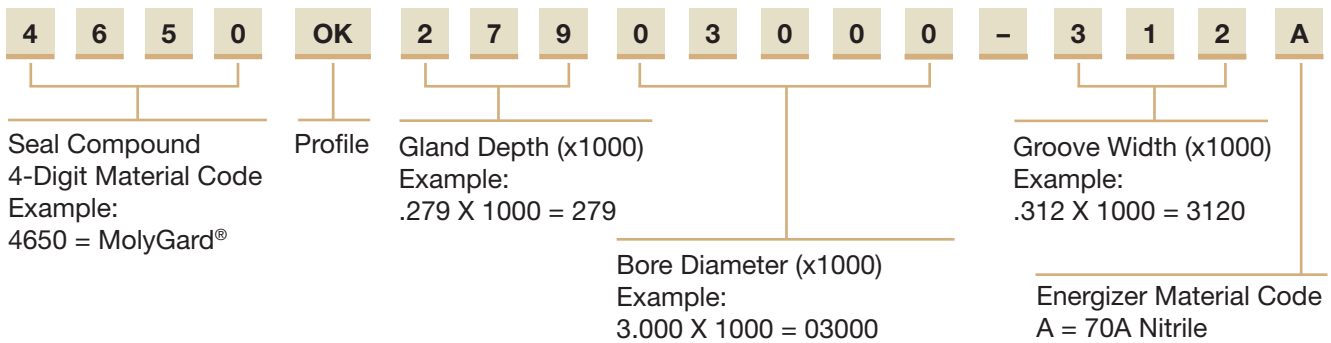 4 6 5 0 OK 2 7 9 0 3 0 0 0 – 3 1 2 A
Seal Compound
4-Digit Material Code
Example:
4650 = MolyGard®
Profile
Gland Depth (x1000)
Example:
.279 X 1000 = 279
Bore Diameter (x1000)
Example:
3.000 X 1000 = 03000
Groove Width (x1000)
Example:
.312 X 1000 = 3120
Energizer Material Code
A = 70A Nitrile